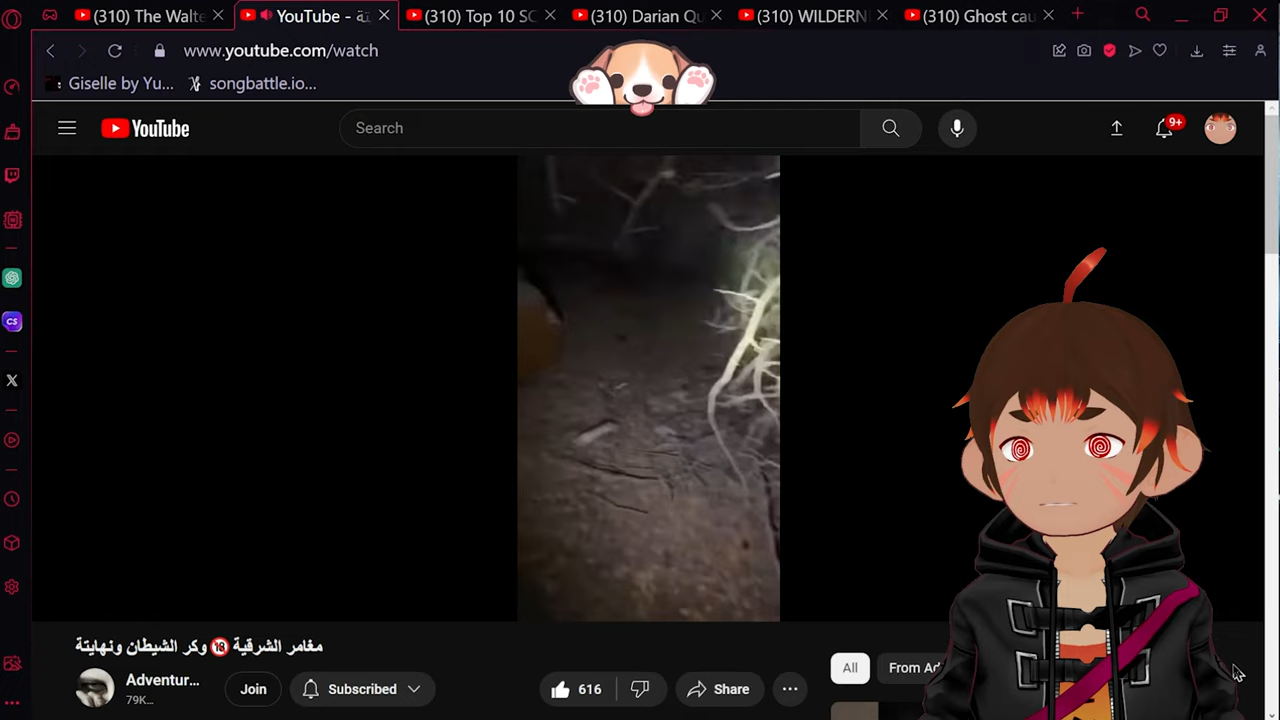 (310) The Walte
YouTube -
(310) Top 10 SC
(310) Darian Qu
(310) WILDERN
(310) Ghost cau
www.youtube.com/watch
Giselle by Yu...
songbattle.io...
YouTube
Search
9+
مغامر الشرقية 🔞 وكر الشيطان ونهايتة
All
From Ad
Adventur...
79K...
Join
Subscribed
616
Share